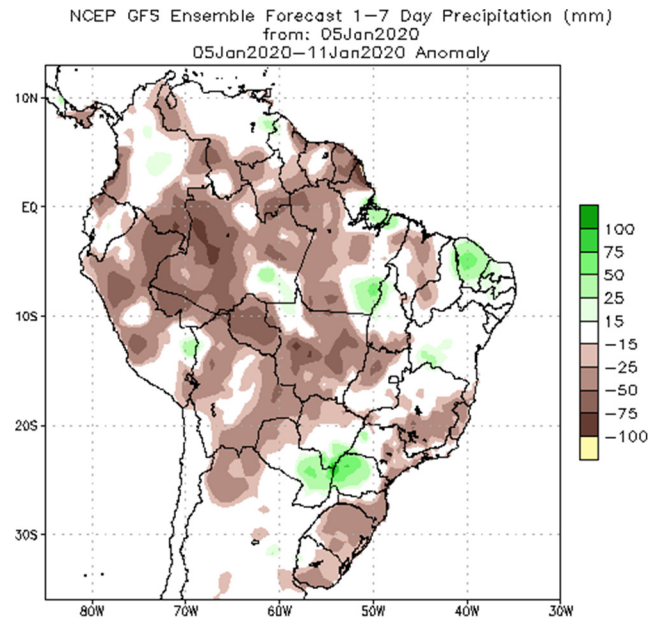 NCEP GFS Ensemble Forecast 1–7 Day Precipitation (mm)
from: 05Jan2020
05Jan2020–11Jan2020 Anomaly
10N
EQ
10S
20S
30S
80W 70W 60W 50W 40W 30W
100
75
50
25
15
−15
−25
−50
−75
−100